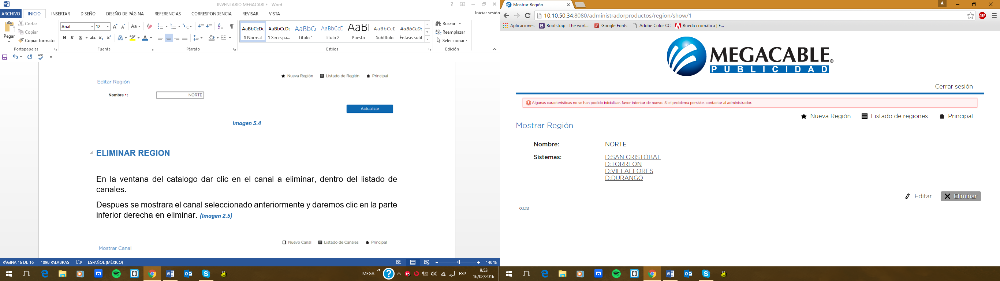 INVENTARIO MEGACABLE - Word
ARCHIVO INICIO INSERTAR DISEÑO DISEÑO DE PÁGINA REFERENCIAS CORRESPONDENCIA REVISAR VISTA Iniciar sesión
Pegar
Cortar
Copiar
Copiar formato
Portapapeles
Arial 12
Aa
N K S abc x₂ x² A ab A
Fuente
Párrafo
AaBbCcDc AaBbCcDc AaBbCc AaBbCcD AaBl AaBbCcD AaBbCcDc
¶ Normal ¶ Sin espa... Título 1 Título 2 Puesto Subtítulo Énfasis sutil
Estilos
Buscar
Reemplazar
Seleccionar
Edición
Nueva Región Listado de Región Principal
Editar Región
Nombre *: NORTE
Actualizar
Imagen 5.4
ELIMINAR REGION
En la ventana del catalogo dar clic en el canal a eliminar, dentro del listado de
canales.
Despues se mostrara el canal seleccionado anteriormente y daremos clic en la parte
inferior derecha en eliminar. (Imagen 2.5)
Nuevo Canal Listado de Canales Principal
Mostrar Canal
PÁGINA 16 DE 16 1098 PALABRAS ESPAÑOL (MÉXICO) 140 %
MEGA ESP 9:53
16/02/2016
Mostrar Región
10.10.50.34:8080/administradorproductos/region/show/1
ABP
Aplicaciones Bootstrap · The worl... Google Fonts Adobe Color CC Rueda cromática | E...
MEGACABLE®
PUBLICIDAD
Cerrar sesión
Algunas características no se han podido inicializar, favor intentar de nuevo. Si el problema persiste, contactar al administrador.
Nueva Región Listado de regiones Principal
Mostrar Región
Nombre: NORTE
Sistemas: D:SAN CRISTÓBAL
D:TORREÓN
D:VILLAFLORES
D:DURANGO
Editar Eliminar
0.1.23